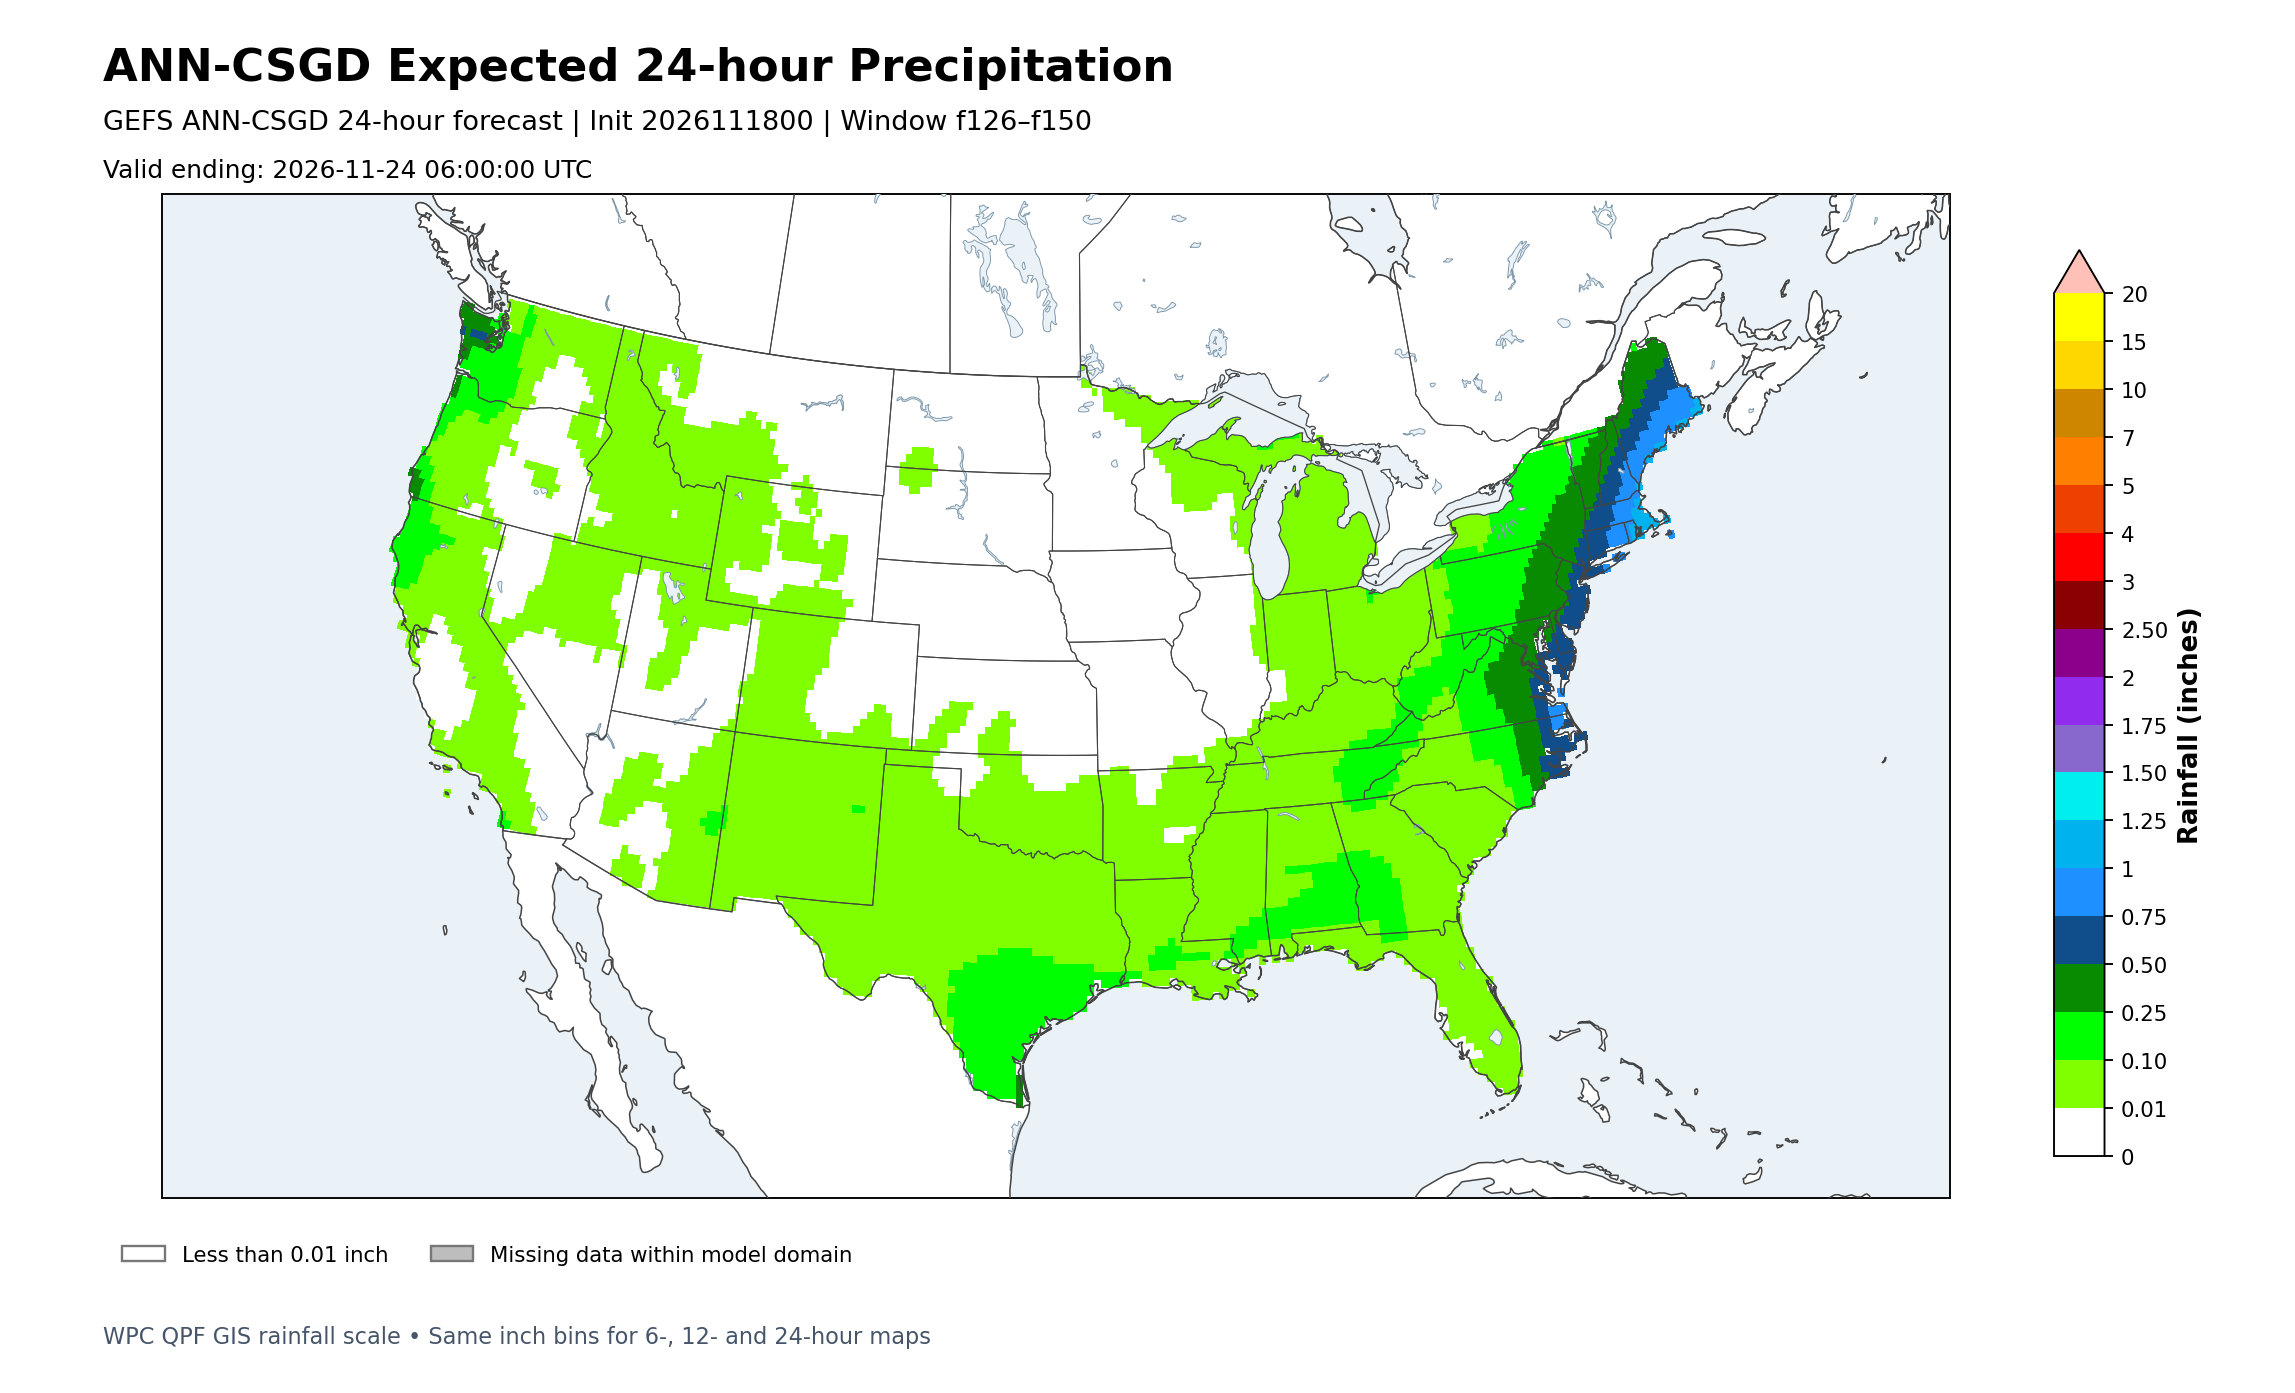 ANN-CSGD Expected 24-hour Precipitation
GEFS ANN-CSGD 24-hour forecast | Init 2026111800 | Window f126–f150
Valid ending: 2026-11-24 06:00:00 UTC
20
15
10
7
5
4
3
2.50
2
1.75
1.50
1.25
1
0.75
0.50
0.25
0.10
0.01
0
Rainfall (inches)
Less than 0.01 inch
Missing data within model domain
WPC QPF GIS rainfall scale • Same inch bins for 6-, 12- and 24-hour maps